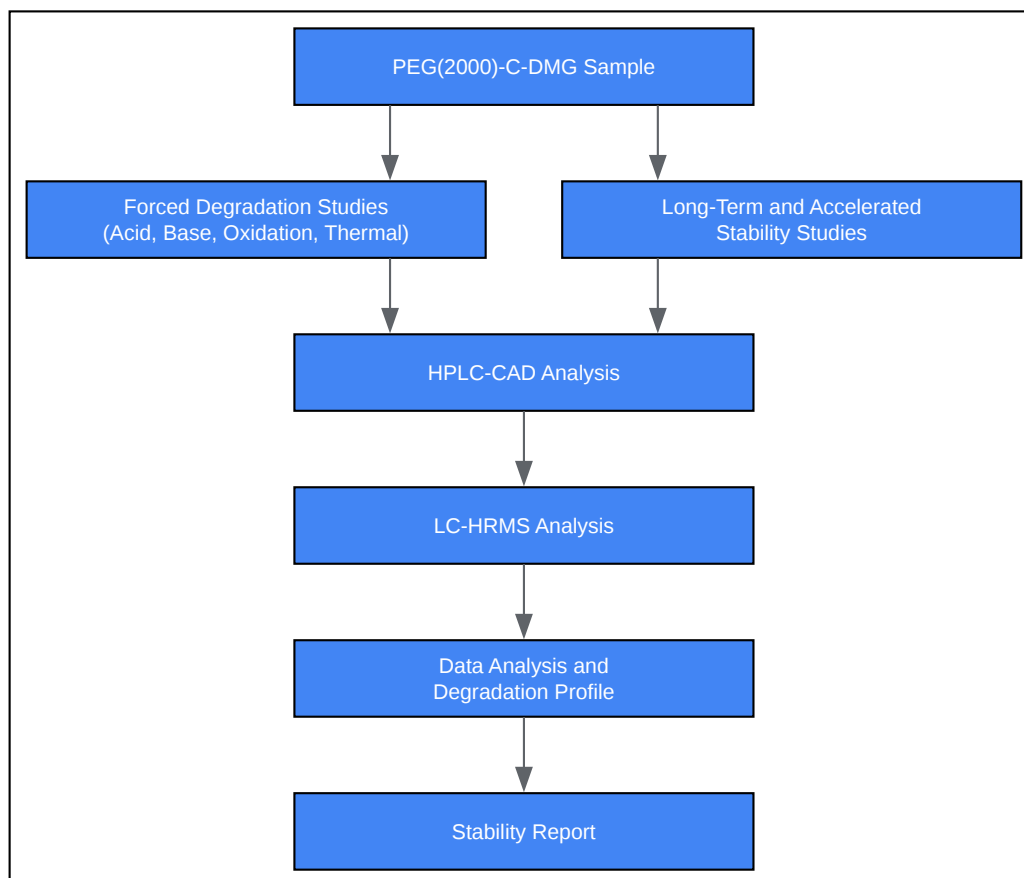 PEG(2000)-C-DMG Sample
Forced Degradation Studies
(Acid, Base, Oxidation, Thermal)
Long-Term and Accelerated
Stability Studies
HPLC-CAD Analysis
LC-HRMS Analysis
Data Analysis and
Degradation Profile
Stability Report